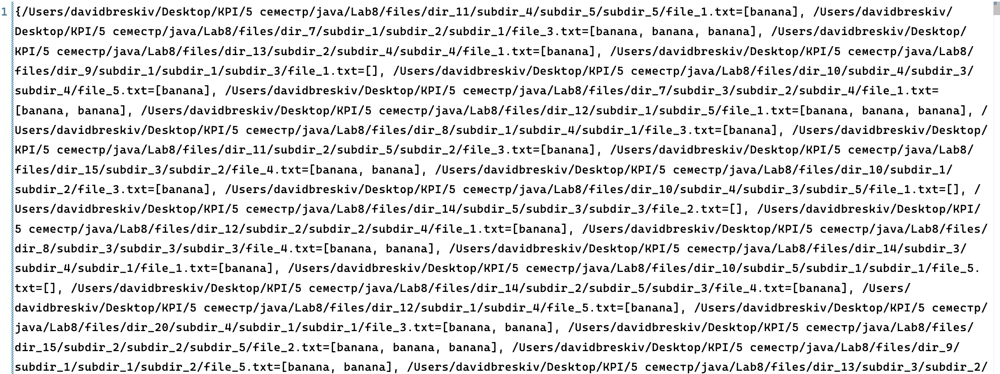 1 {/Users/davidbreskiv/Desktop/KPI/5 семестр/java/Lab8/files/dir_11/subdir_4/subdir_5/subdir_5/file_1.txt=[banana], /Users/davidbreskiv/
Desktop/KPI/5 семестр/java/Lab8/files/dir_7/subdir_1/subdir_2/subdir_1/file_3.txt=[banana, banana, banana], /Users/davidbreskiv/Desktop/
KPI/5 семестр/java/Lab8/files/dir_13/subdir_2/subdir_4/subdir_4/file_1.txt=[banana], /Users/davidbreskiv/Desktop/KPI/5 семестр/java/Lab8/
files/dir_9/subdir_1/subdir_1/subdir_3/file_1.txt=[], /Users/davidbreskiv/Desktop/KPI/5 семестр/java/Lab8/files/dir_10/subdir_4/subdir_3/
subdir_4/file_5.txt=[banana], /Users/davidbreskiv/Desktop/KPI/5 семестр/java/Lab8/files/dir_7/subdir_3/subdir_2/subdir_4/file_1.txt=
[banana, banana], /Users/davidbreskiv/Desktop/KPI/5 семестр/java/Lab8/files/dir_12/subdir_1/subdir_5/file_1.txt=[banana, banana, banana], /
Users/davidbreskiv/Desktop/KPI/5 семестр/java/Lab8/files/dir_8/subdir_1/subdir_4/subdir_1/file_3.txt=[banana], /Users/davidbreskiv/Desktop/
KPI/5 семестр/java/Lab8/files/dir_11/subdir_2/subdir_5/subdir_2/file_3.txt=[banana], /Users/davidbreskiv/Desktop/KPI/5 семестр/java/Lab8/
files/dir_15/subdir_3/subdir_2/file_4.txt=[banana, banana], /Users/davidbreskiv/Desktop/KPI/5 семестр/java/Lab8/files/dir_10/subdir_1/
subdir_2/file_3.txt=[banana], /Users/davidbreskiv/Desktop/KPI/5 семестр/java/Lab8/files/dir_10/subdir_4/subdir_3/subdir_5/file_1.txt=[], /
Users/davidbreskiv/Desktop/KPI/5 семестр/java/Lab8/files/dir_14/subdir_5/subdir_3/subdir_3/file_2.txt=[], /Users/davidbreskiv/Desktop/KPI/
5 семестр/java/Lab8/files/dir_12/subdir_2/subdir_2/subdir_4/file_1.txt=[banana], /Users/davidbreskiv/Desktop/KPI/5 семестр/java/Lab8/files/
dir_8/subdir_3/subdir_3/subdir_3/file_4.txt=[banana, banana], /Users/davidbreskiv/Desktop/KPI/5 семестр/java/Lab8/files/dir_14/subdir_3/
subdir_4/subdir_1/file_1.txt=[banana], /Users/davidbreskiv/Desktop/KPI/5 семестр/java/Lab8/files/dir_10/subdir_5/subdir_1/subdir_1/file_5.
txt=[], /Users/davidbreskiv/Desktop/KPI/5 семестр/java/Lab8/files/dir_14/subdir_2/subdir_5/subdir_3/file_4.txt=[banana], /Users/
davidbreskiv/Desktop/KPI/5 семестр/java/Lab8/files/dir_12/subdir_1/subdir_4/file_5.txt=[banana], /Users/davidbreskiv/Desktop/KPI/5 семестр/
java/Lab8/files/dir_20/subdir_4/subdir_1/subdir_1/file_3.txt=[banana, banana], /Users/davidbreskiv/Desktop/KPI/5 семестр/java/Lab8/files/
dir_15/subdir_2/subdir_2/subdir_5/file_2.txt=[banana, banana, banana], /Users/davidbreskiv/Desktop/KPI/5 семестр/java/Lab8/files/dir_9/
subdir_1/subdir_1/subdir_2/file_5.txt=[banana, banana], /Users/davidbreskiv/Desktop/KPI/5 семестр/java/Lab8/files/dir_13/subdir_3/subdir_2/